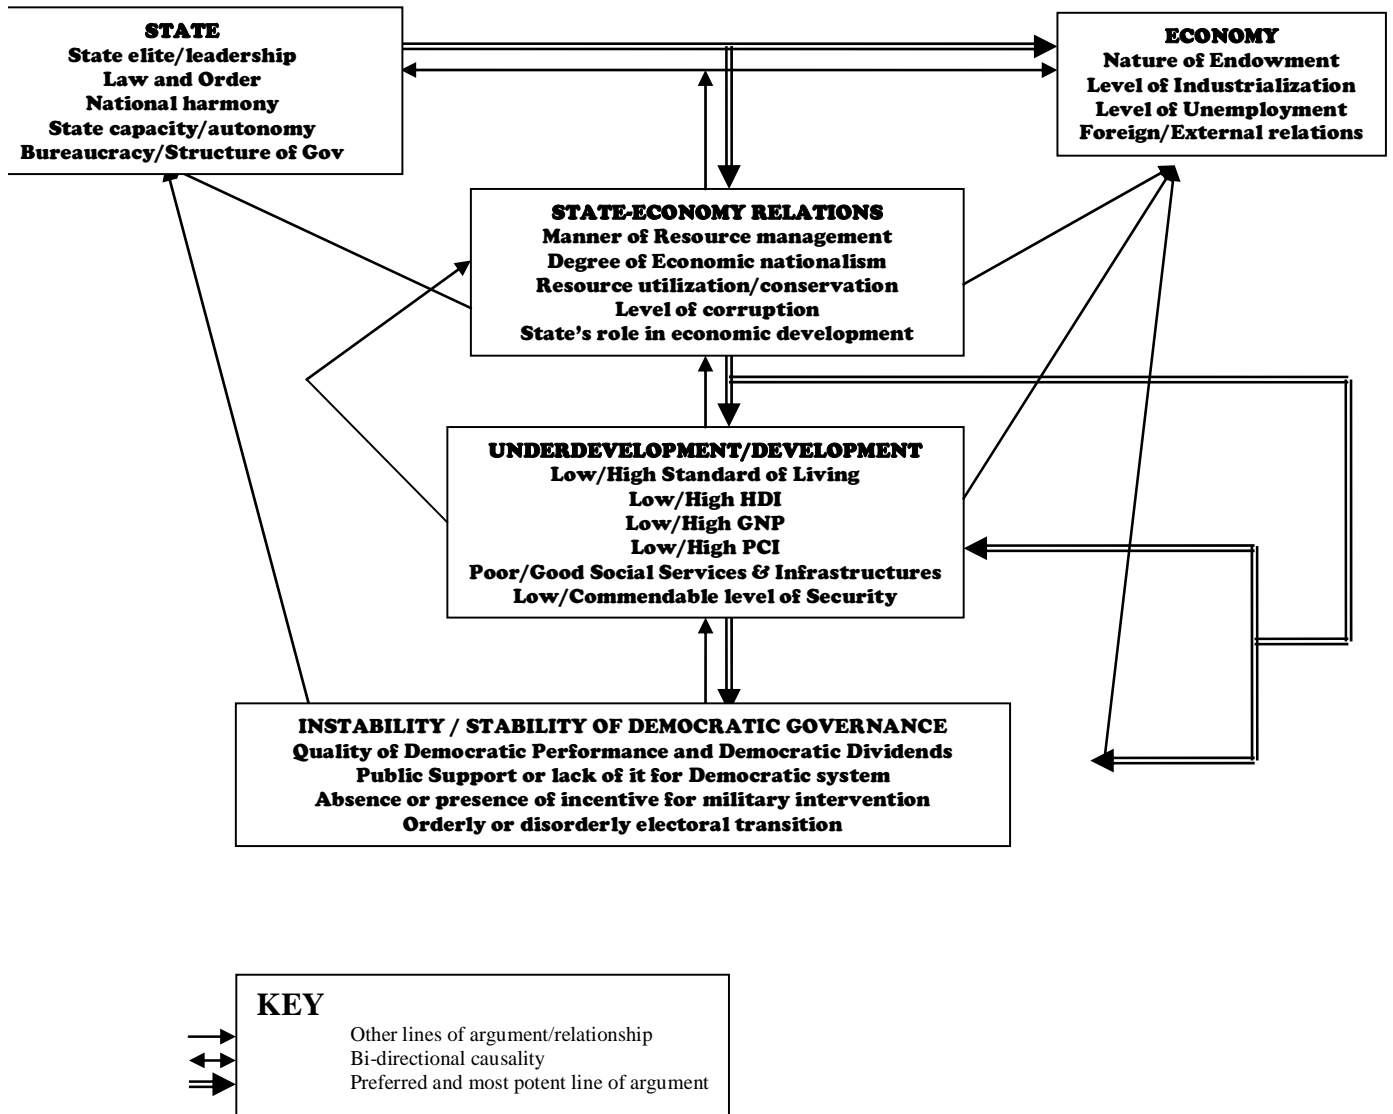 STATE
State elite/leadership
Law and Order
National harmony
State capacity/autonomy
Bureaucracy/Structure of Gov
ECONOMY
Nature of Endowment
Level of Industrialization
Level of Unemployment
Foreign/External relations
STATE-ECONOMY RELATIONS
Manner of Resource management
Degree of Economic nationalism
Resource utilization/conservation
Level of corruption
State's role in economic development
UNDERDEVELOPMENT/DEVELOPMENT
Low/High Standard of Living
Low/High HDI
Low/High GNP
Low/High PCI
Poor/Good Social Services & Infrastructures
Low/Commendable level of Security
INSTABILITY / STABILITY OF DEMOCRATIC GOVERNANCE
Quality of Democratic Performance and Democratic Dividends
Public Support or lack of it for Democratic system
Absence or presence of incentive for military intervention
Orderly or disorderly electoral transition
KEY
Other lines of argument/relationship
Bi-directional causality
Preferred and most potent line of argument